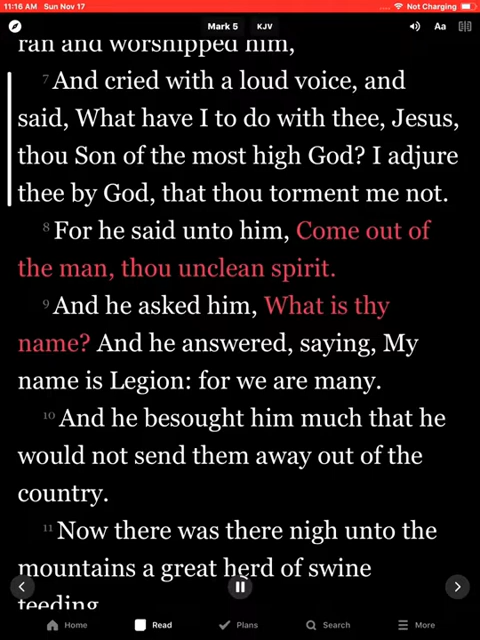 11:16 AM Sun Nov 17
Not Charging
Mark 5 KJV Aa
ran and worshipped him,
7 And cried with a loud voice, and
said, What have I to do with thee, Jesus,
thou Son of the most high God? I adjure
thee by God, that thou torment me not.
8 For he said unto him, Come out of
the man, thou unclean spirit.
9 And he asked him, What is thy
name? And he answered, saying, My
name is Legion: for we are many.
10 And he besought him much that he
would not send them away out of the
country.
11 Now there was there nigh unto the
mountains a great herd of swine
feeding
Home Read Plans Search More